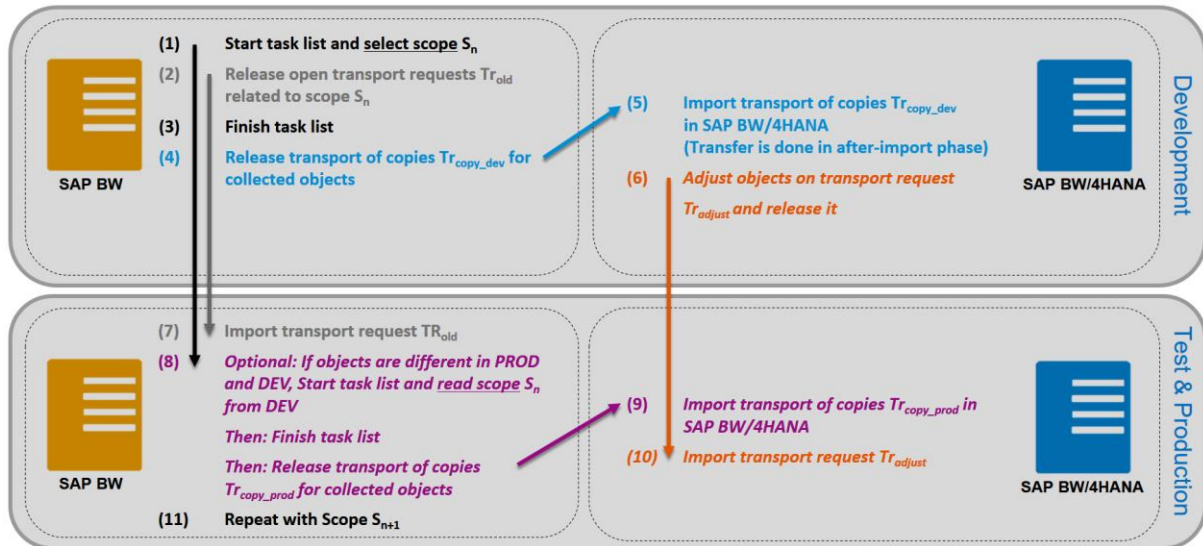 (1) Start task list and select scope Sn
(2) Release open transport requests Trold
related to scope Sn
(3) Finish task list
(4) Release transport of copies Trcopy_dev for
collected objects
SAP BW
(5) Import transport of copies Trcopy_dev
in SAP BW/4HANA
(Transfer is done in after-import phase)
(6) Adjust objects on transport request
Tradjust and release it
SAP BW/4HANA
Development
(7) Import transport request TRold
(8) Optional: If objects are different in PROD
and DEV, Start task list and read scope Sn
from DEV
Then: Finish task list
Then: Release transport of copies
Trcopy_prod for collected objects
(11) Repeat with Scope Sn+1
SAP BW
(9) Import transport of copies Trcopy_prod in
SAP BW/4HANA
(10) Import transport request Tradjust
SAP BW/4HANA
Test & Production